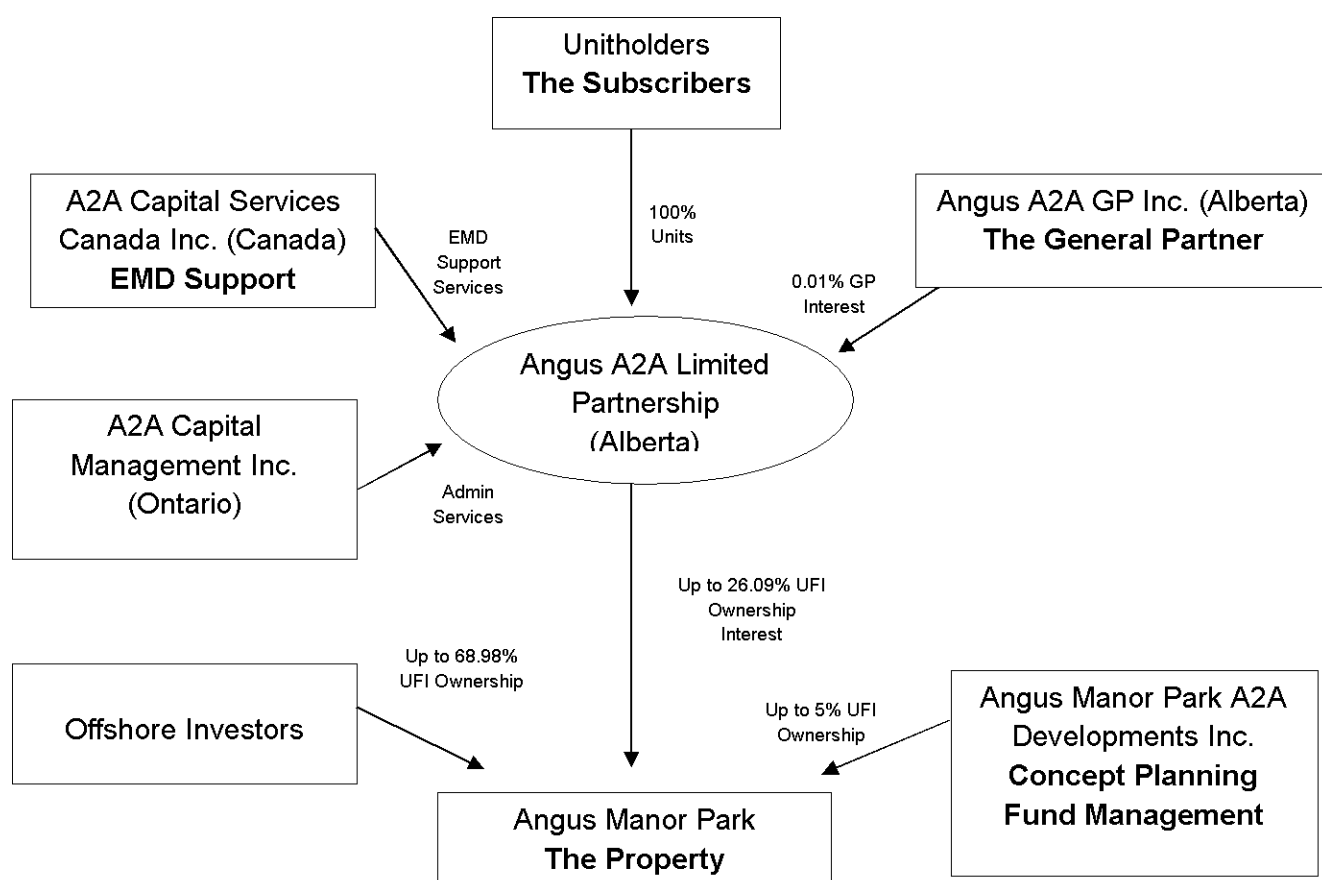 Unitholders
The Subscribers
A2A Capital Services
Canada Inc. (Canada)
EMD Support
EMD
Support
Services
100%
Units
Angus A2A GP Inc. (Alberta)
The General Partner
0.01% GP
Interest
Angus A2A Limited
Partnership
(Alberta)
A2A Capital
Management Inc.
(Ontario)
Admin
Services
Up to 26.09% UFI
Ownership
Interest
Offshore Investors
Up to 68.98%
UFI Ownership
Up to 5% UFI
Ownership
Angus Manor Park A2A
Developments Inc.
Concept Planning
Fund Management
Angus Manor Park
The Property